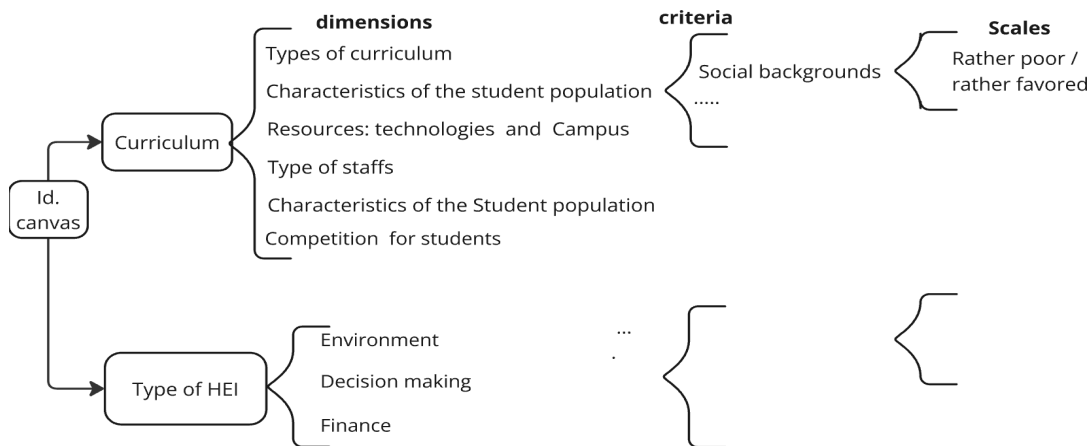 dimensions
criteria
Scales
Types of curriculum
Characteristics of the student population
Resources: technologies and Campus
Type of staffs
Characteristics of the Student population
Competition for students
Social backgrounds
.....
Rather poor /
rather favored
Curriculum
Id.
canvas
Type of HEI
Environment
Decision making
Finance
...
.